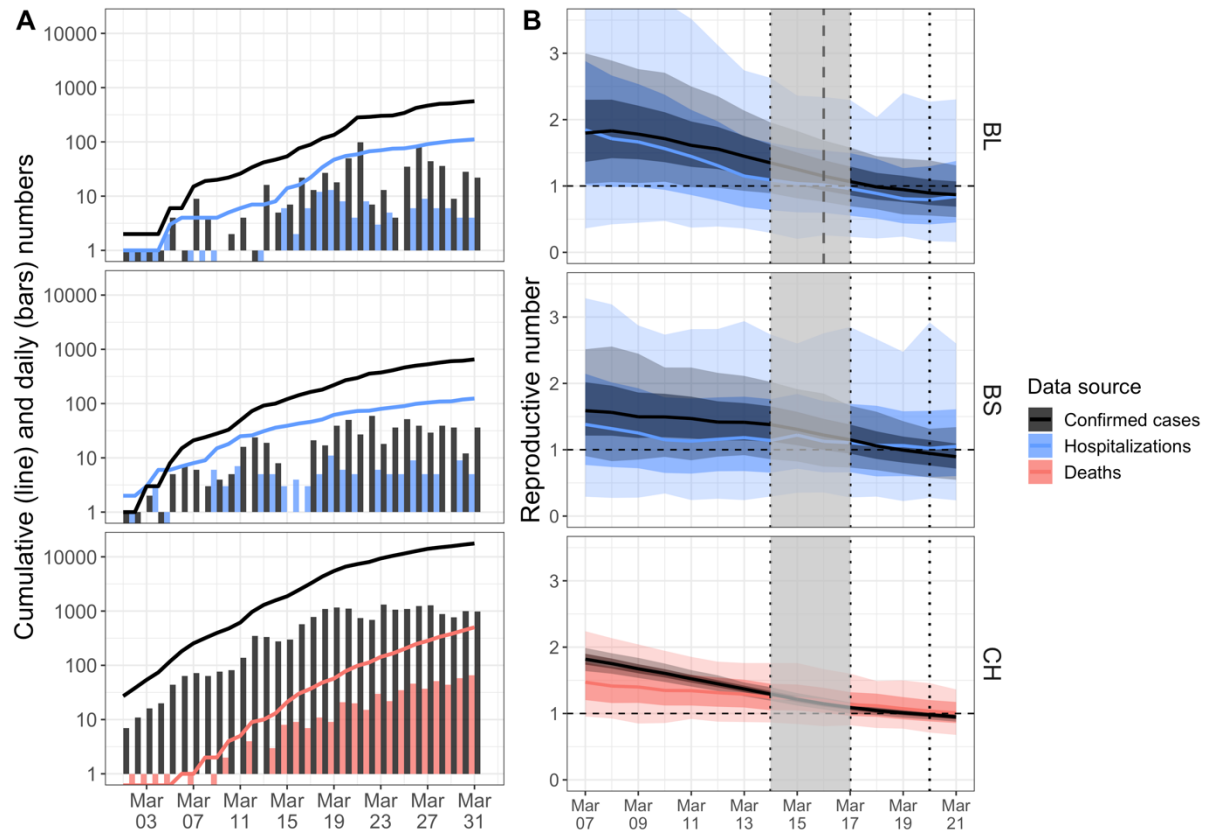 A
Cumulative (line) and daily (bars) numbers
10000
1000
100
10
1
10000
1000
100
10
1
10000
1000
100
10
1
Mar Mar Mar Mar Mar Mar Mar Mar
03 07 11 15 19 23 27 31
B
Reproductive number
3
2
1
0
BL
3
2
1
0
BS
3
2
1
0
CH
Mar Mar Mar Mar Mar Mar Mar Mar
07 09 11 13 15 17 19 21
Data source
Confirmed cases
Hospitalizations
Deaths